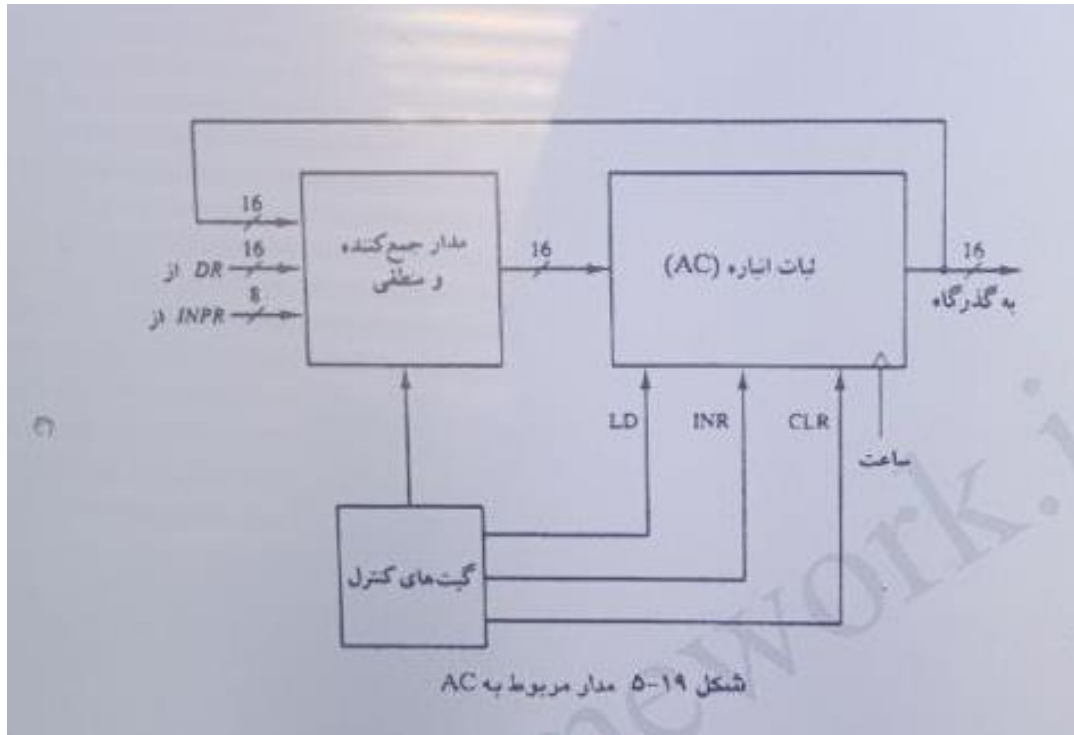 16
16
از DR
8
از INPR
مدار جمع‌کننده
و منطقی
16
ثبات انباره (AC)
16
به گذرگاه
LD
INR
CLR
ساعت
گیت‌های کنترل
شکل ۱۹-۵ مدار مربوط به AC